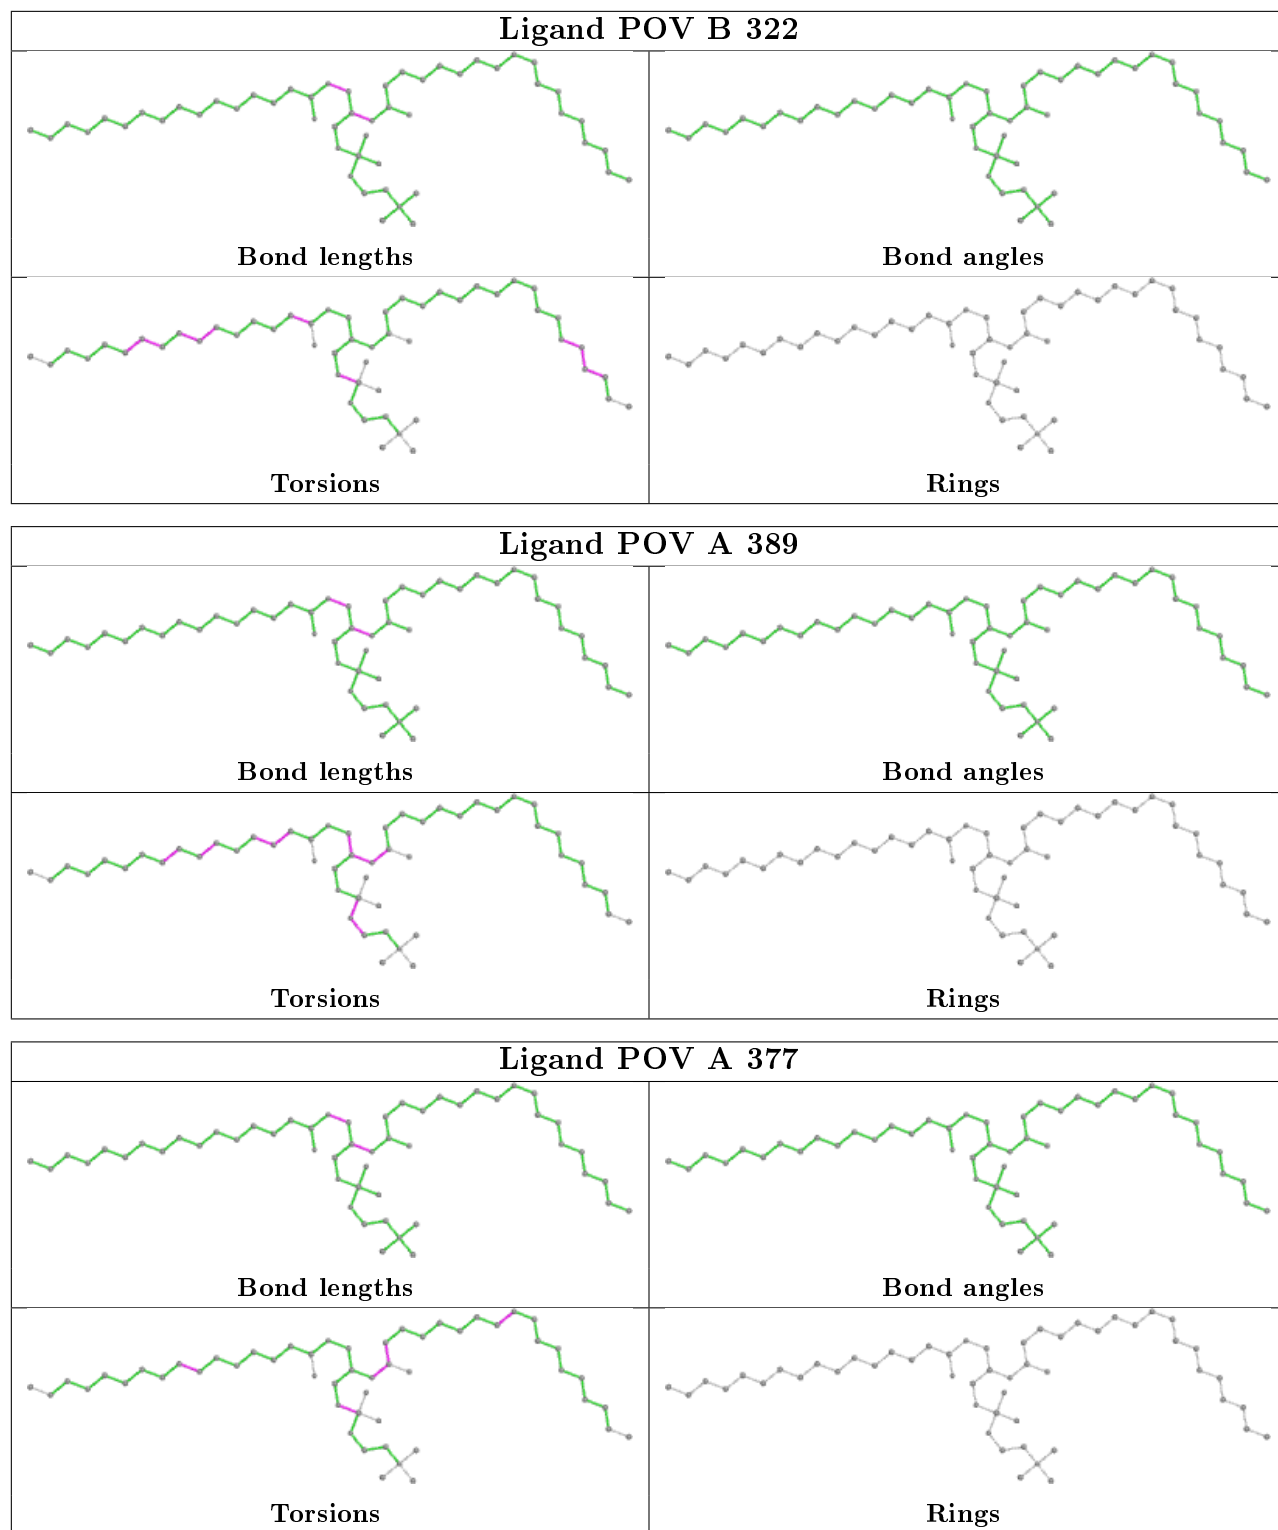 Ligand POV B 322
Bond lengths
Bond angles
Torsions
Rings
Ligand POV A 389
Bond lengths
Bond angles
Torsions
Rings
Ligand POV A 377
Bond lengths
Bond angles
Torsions
Rings